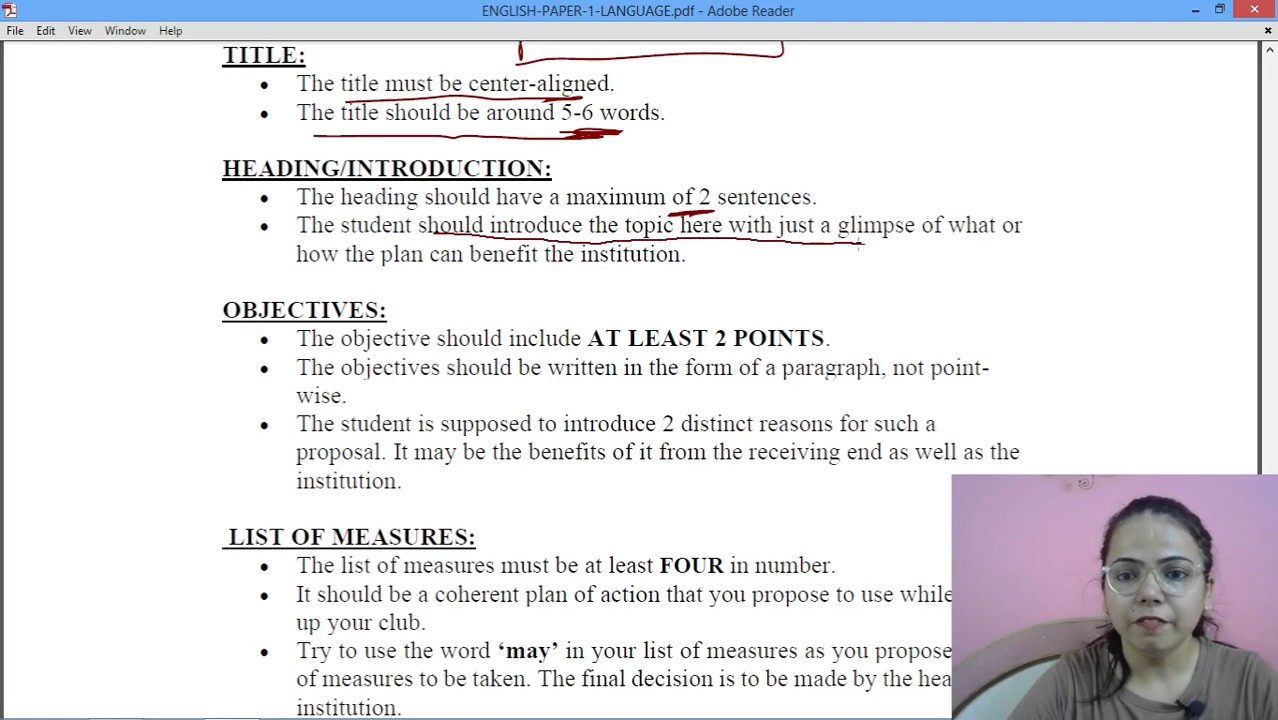 ENGLISH-PAPER-1-LANGUAGE.pdf - Adobe Reader
File Edit View Window Help
TITLE:
• The title must be center-aligned.
• The title should be around 5-6 words.
HEADING/INTRODUCTION:
• The heading should have a maximum of 2 sentences.
• The student should introduce the topic here with just a glimpse of what or
how the plan can benefit the institution.
OBJECTIVES:
• The objective should include AT LEAST 2 POINTS.
• The objectives should be written in the form of a paragraph, not point-
wise.
• The student is supposed to introduce 2 distinct reasons for such a
proposal. It may be the benefits of it from the receiving end as well as the
institution.
LIST OF MEASURES:
• The list of measures must be at least FOUR in number.
• It should be a coherent plan of action that you propose to use while
up your club.
• Try to use the word ‘may’ in your list of measures as you propose
of measures to be taken. The final decision is to be made by the hea
institution.